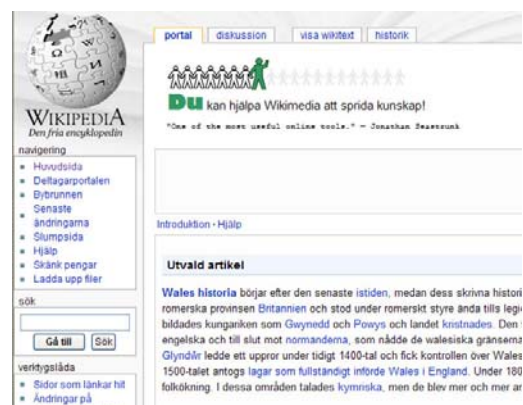 portal
diskussion
visa wikitext
historik
Du kan hjälpa Wikimedia att sprida kunskap!
"One of the most useful online tools." — Jonathan Seastrunk
WIKIPEDIA
Den fria encyklopedin
navigering
Huvudsida
Deltagarportalen
Bybrunnen
Senaste
ändringarna
Slumpsida
Hjälp
Skänk pengar
Ladda upp filer
sök
Gå till
Sök
verktygslåda
Sidor som länkar hit
Ändringar på
Introduktion · Hjälp
Utvald artikel
Wales historia börjar efter den senaste istiden, medan dess skrivna histori
romerska provinsen Britannien och stod under romerskt styre ända tills legi
bildades kunganken som Gwynedd och Powys och landet kristnades. Den
engelska och till slut mot normanderna, som nådde de walesiska gränserna
Glyndŵr ledde ett uppror under tidigt 1400-tal och fick kontrollen över Wales
1500-talet antogs lagar som fullständigt införde Wales i England. Under 180
folkökning. I dessa områden talades kymriska, men de blev mer och mer an